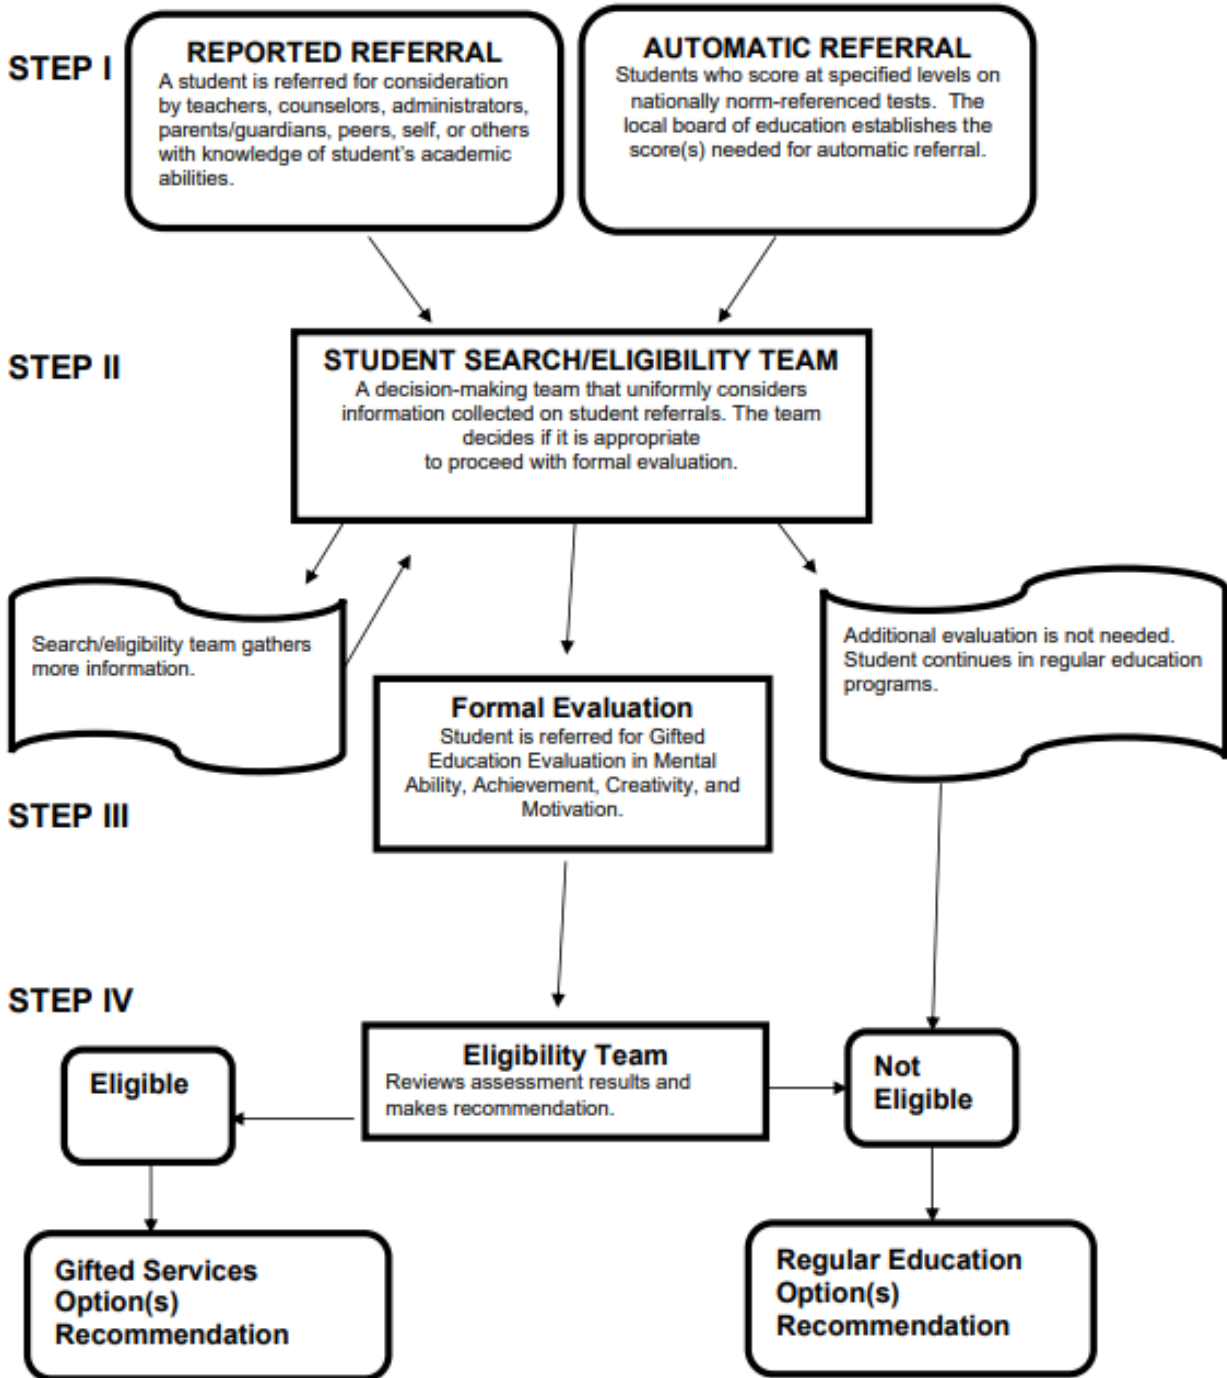 STEP I
REPORTED REFERRAL
A student is referred for consideration
by teachers, counselors, administrators,
parents/guardians, peers, self, or others
with knowledge of student's academic
abilities.
AUTOMATIC REFERRAL
Students who score at specified levels on
nationally norm-referenced tests. The
local board of education establishes the
score(s) needed for automatic referral.
STEP II
STUDENT SEARCH/ELIGIBILITY TEAM
A decision-making team that uniformly considers
information collected on student referrals. The team
decides if it is appropriate
to proceed with formal evaluation.
Search/eligibility team gathers
more information.
Additional evaluation is not needed.
Student continues in regular education
programs.
STEP III
Formal Evaluation
Student is referred for Gifted
Education Evaluation in Mental
Ability, Achievement, Creativity, and
Motivation.
STEP IV
Eligible
Eligibility Team
Reviews assessment results and
makes recommendation.
Not
Eligible
Gifted Services
Option(s)
Recommendation
Regular Education
Option(s)
Recommendation